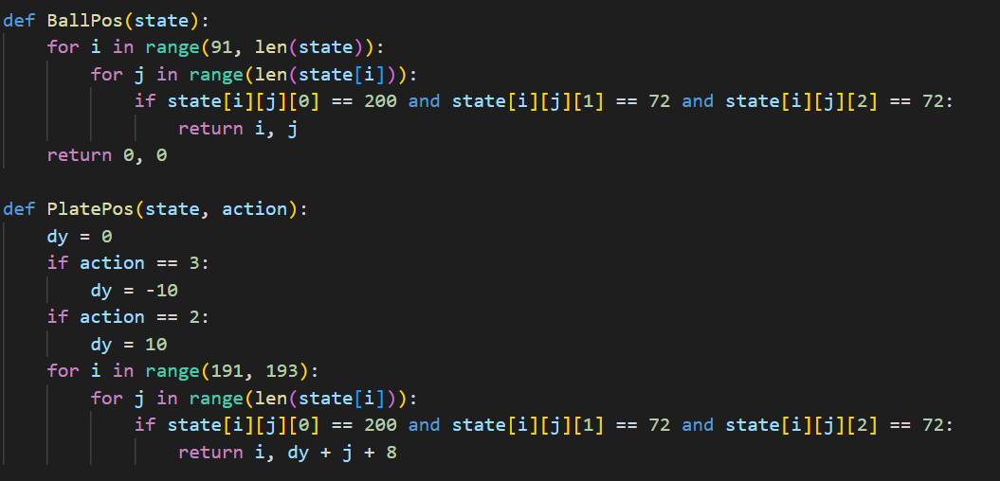 def BallPos(state):
    for i in range(91, len(state)):
        for j in range(len(state[i])):
            if state[i][j][0] == 200 and state[i][j][1] == 72 and state[i][j][2] == 72:
                return i, j
    return 0, 0

def PlatePos(state, action):
    dy = 0
    if action == 3:
        dy = -10
    if action == 2:
        dy = 10
    for i in range(191, 193):
        for j in range(len(state[i])):
            if state[i][j][0] == 200 and state[i][j][1] == 72 and state[i][j][2] == 72:
                return i, dy + j + 8